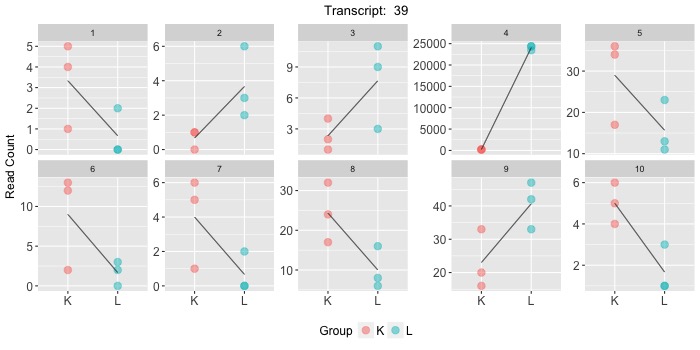 Transcript: 39
1 2 3 4 5
5 4 3 2 1 0
6 4 2 0
9 6 3
25000 20000 15000 10000 5000 0
30 20 10
Read Count
6 7 8 9 10
10 5 0
6 4 2 0
30 20 10
40 30 20
6 4 2
K L K L K L K L K L
Group K L